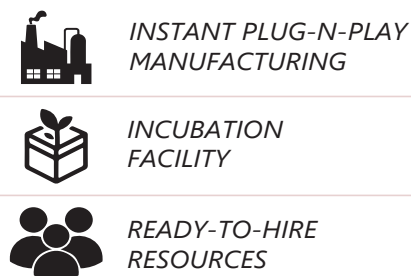 INSTANT PLUG-N-PLAY
MANUFACTURING
INCUBATION
FACILITY
READY-TO-HIRE
RESOURCES